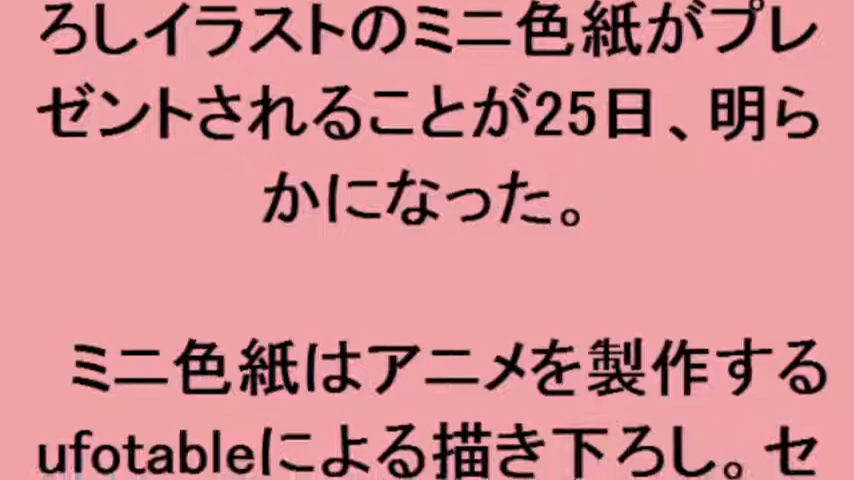 ろしイラストのミニ色紙がプレ
ゼントされることが25日、明ら
かになった。
ミニ色紙はアニメを製作する
ufotableによる描き下ろし。セ